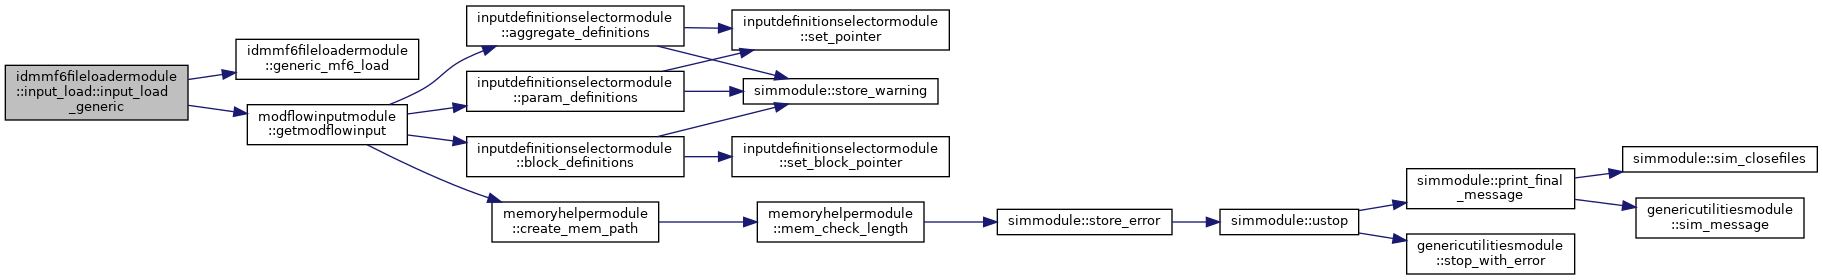 idmmf6fileloadermodule
::input_load::input_load
_generic
idmmf6fileloadermodule
::generic_mf6_load
modflowinputmodule
::getmodflowinput
inputdefinitionselectormodule
::aggregate_definitions
inputdefinitionselectormodule
::param_definitions
inputdefinitionselectormodule
::block_definitions
memoryhelpermodule
::create_mem_path
inputdefinitionselectormodule
::set_pointer
simmodule::store_warning
inputdefinitionselectormodule
::set_block_pointer
memoryhelpermodule
::mem_check_length
simmodule::store_error
simmodule::ustop
simmodule::print_final
_message
genericutilitiesmodule
::stop_with_error
simmodule::sim_closefiles
genericutilitiesmodule
::sim_message